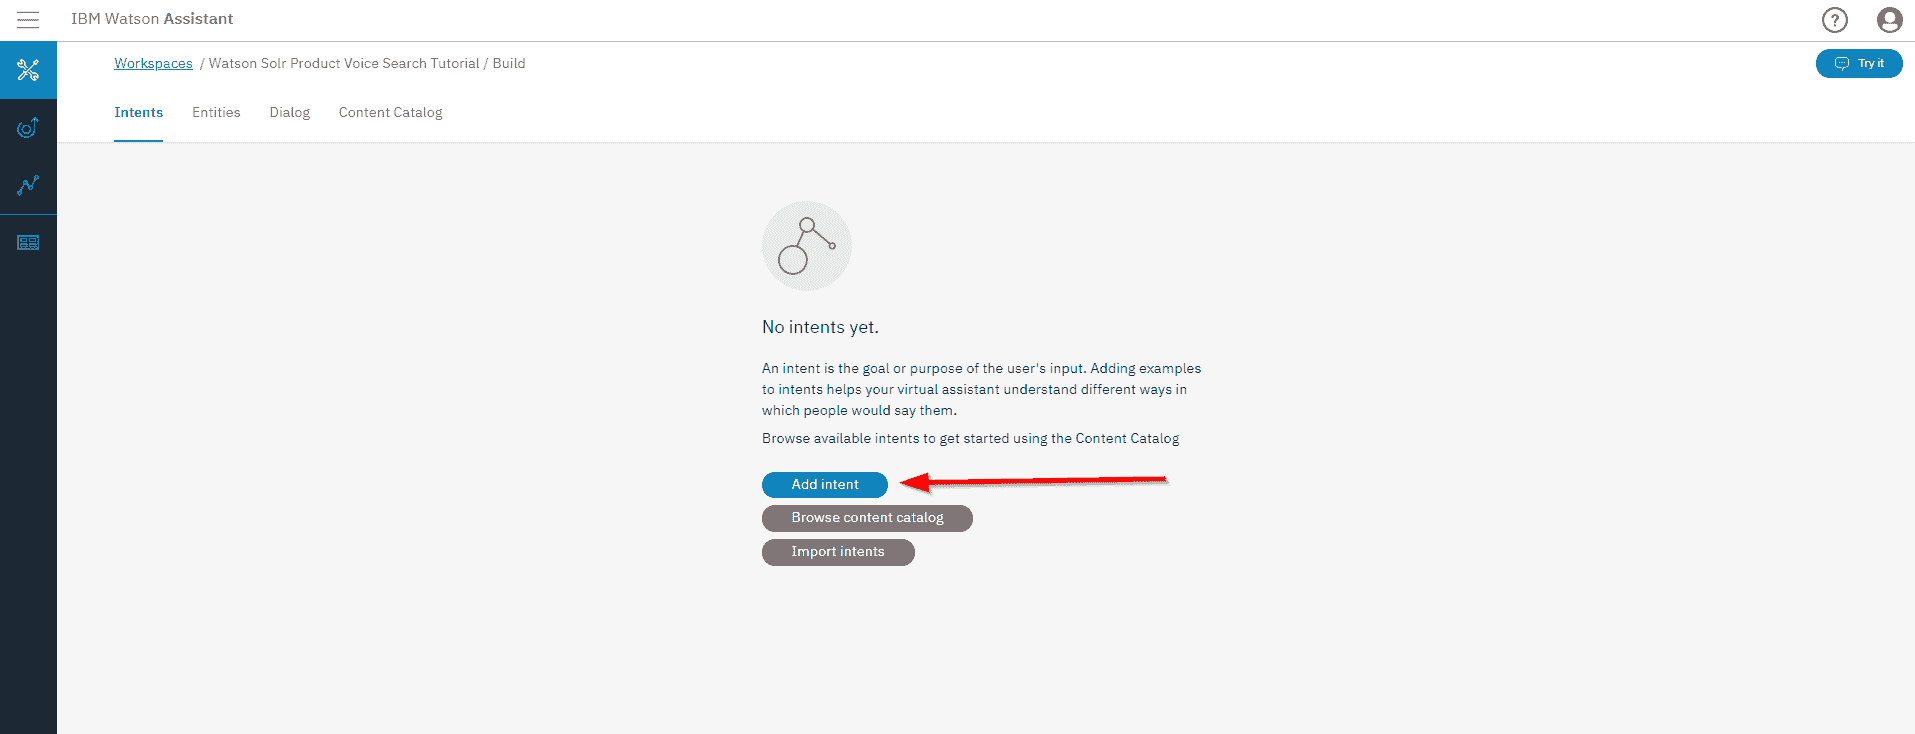 IBM Watson Assistant
?
Workspaces / Watson Solr Product Voice Search Tutorial / Build
Try it
Intents Entities Dialog Content Catalog
No intents yet.
An intent is the goal or purpose of the user's input. Adding examples
to intents helps your virtual assistant understand different ways in
which people would say them.
Browse available intents to get started using the Content Catalog
Add intent
Browse content catalog
Import intents